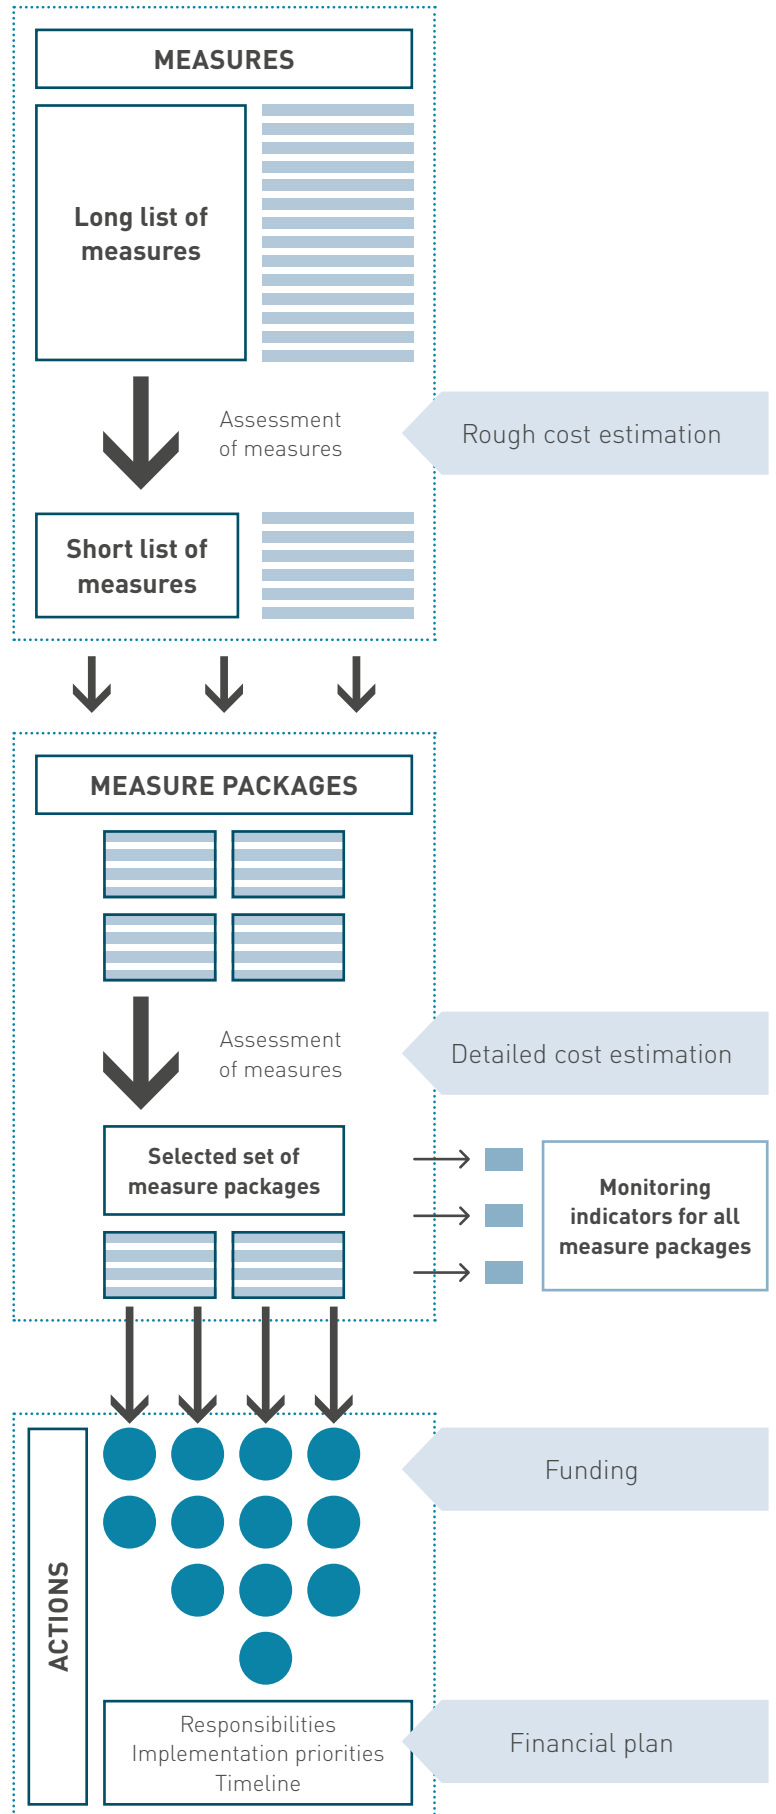 MEASURES
Long list of
measures
Assessment
of measures
Rough cost estimation
Short list of
measures
MEASURE PACKAGES
Assessment
of measures
Detailed cost estimation
Selected set of
measure packages
Monitoring
indicators for all
measure packages
ACTIONS
Funding
Responsibilities
Implementation priorities
Timeline
Financial plan